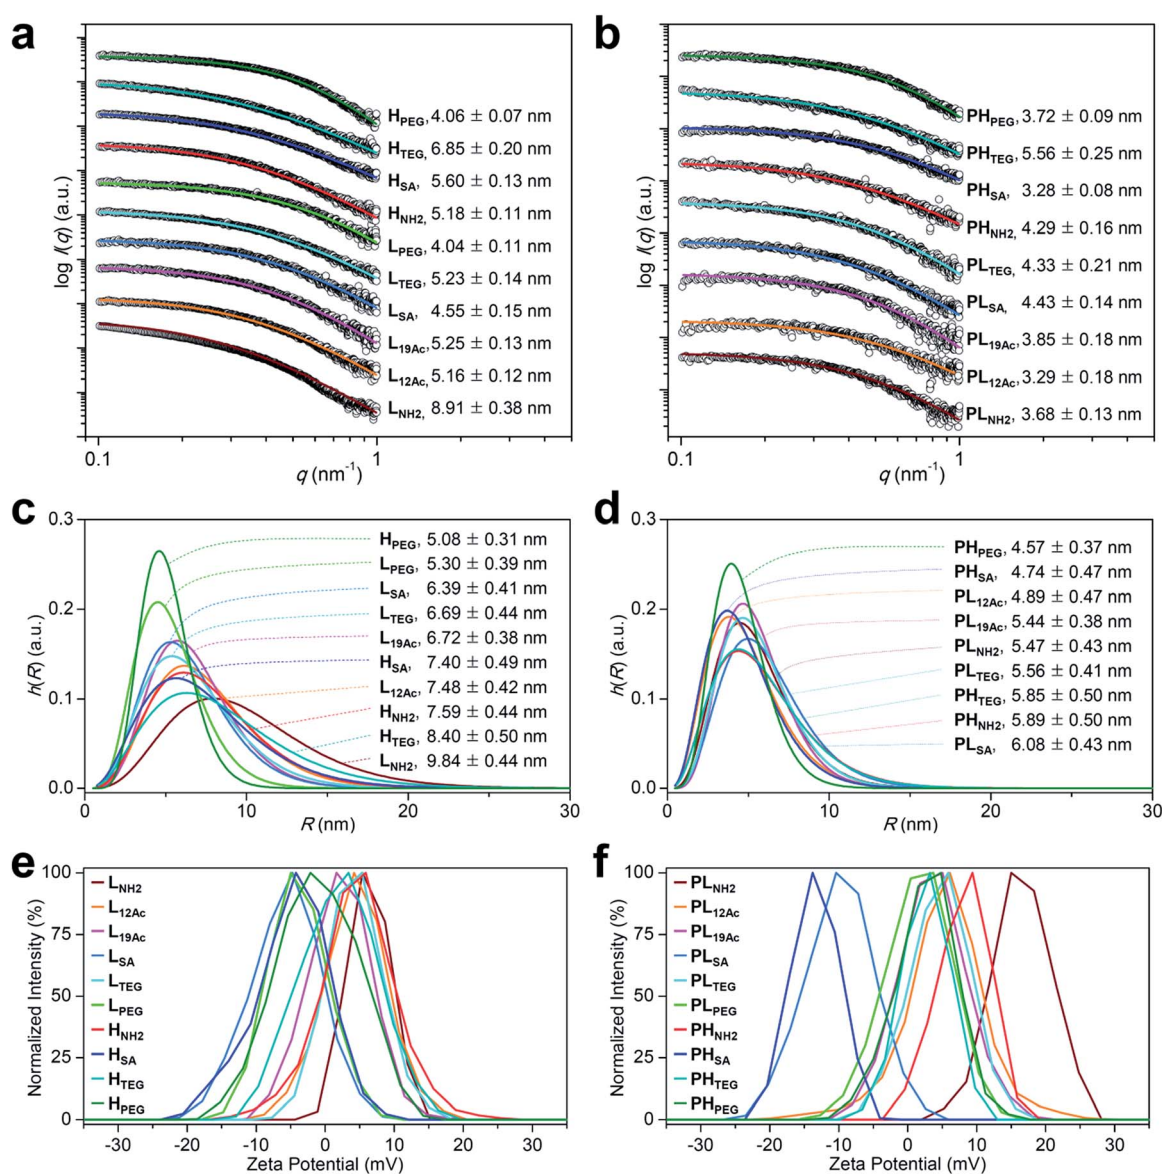 a
log I(q) (a.u.)
H_PEG, 4.06 ± 0.07 nm
H_TEG, 6.85 ± 0.20 nm
H_SA, 5.60 ± 0.13 nm
H_NH2, 5.18 ± 0.11 nm
L_PEG, 4.04 ± 0.11 nm
L_TEG, 5.23 ± 0.14 nm
L_SA, 4.55 ± 0.15 nm
L_19Ac, 5.25 ± 0.13 nm
L_12Ac, 5.16 ± 0.12 nm
L_NH2, 8.91 ± 0.38 nm
0.1 1
q (nm⁻¹)
b
log I(q) (a.u.)
PH_PEG, 3.72 ± 0.09 nm
PH_TEG, 5.56 ± 0.25 nm
PH_SA, 3.28 ± 0.08 nm
PH_NH2, 4.29 ± 0.16 nm
PL_TEG, 4.33 ± 0.21 nm
PL_SA, 4.43 ± 0.14 nm
PL_19Ac, 3.85 ± 0.18 nm
PL_12Ac, 3.29 ± 0.18 nm
PL_NH2, 3.68 ± 0.13 nm
0.1 1
q (nm⁻¹)
c
h(R) (a.u.)
0.3
0.2
0.1
0.0
H_PEG, 5.08 ± 0.31 nm
L_PEG, 5.30 ± 0.39 nm
L_SA, 6.39 ± 0.41 nm
L_TEG, 6.69 ± 0.44 nm
L_19Ac, 6.72 ± 0.38 nm
H_SA, 7.40 ± 0.49 nm
L_12Ac, 7.48 ± 0.42 nm
H_NH2, 7.59 ± 0.44 nm
H_TEG, 8.40 ± 0.50 nm
L_NH2, 9.84 ± 0.44 nm
0 10 20 30
R (nm)
d
h(R) (a.u.)
0.3
0.2
0.1
0.0
PH_PEG, 4.57 ± 0.37 nm
PH_SA, 4.74 ± 0.47 nm
PL_12Ac, 4.89 ± 0.47 nm
PL_19Ac, 5.44 ± 0.38 nm
PL_NH2, 5.47 ± 0.43 nm
PL_TEG, 5.56 ± 0.41 nm
PH_TEG, 5.85 ± 0.50 nm
PH_NH2, 5.89 ± 0.50 nm
PL_SA, 6.08 ± 0.43 nm
0 10 20 30
R (nm)
e
Normalized Intensity (%)
100
75
50
25
0
L_NH2
L_12Ac
L_19Ac
L_SA
L_TEG
L_PEG
H_NH2
H_SA
H_TEG
H_PEG
-30 -20 -10 0 10 20 30
Zeta Potential (mV)
f
Normalized Intensity (%)
100
75
50
25
0
PL_NH2
PL_12Ac
PL_19Ac
PL_SA
PL_TEG
PL_PEG
PH_NH2
PH_SA
PH_TEG
PH_PEG
-30 -20 -10 0 10 20 30
Zeta Potential (mV)